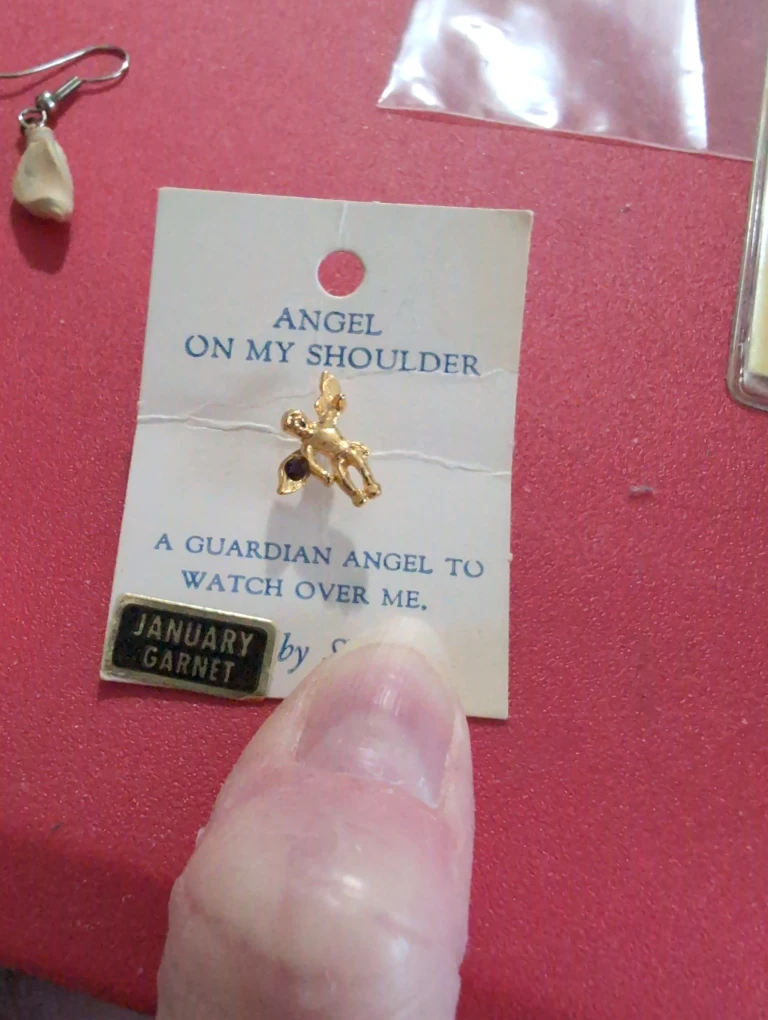 ANGEL
ON MY SHOULDER
A GUARDIAN ANGEL TO
WATCH OVER ME.
JANUARY
GARNET
by